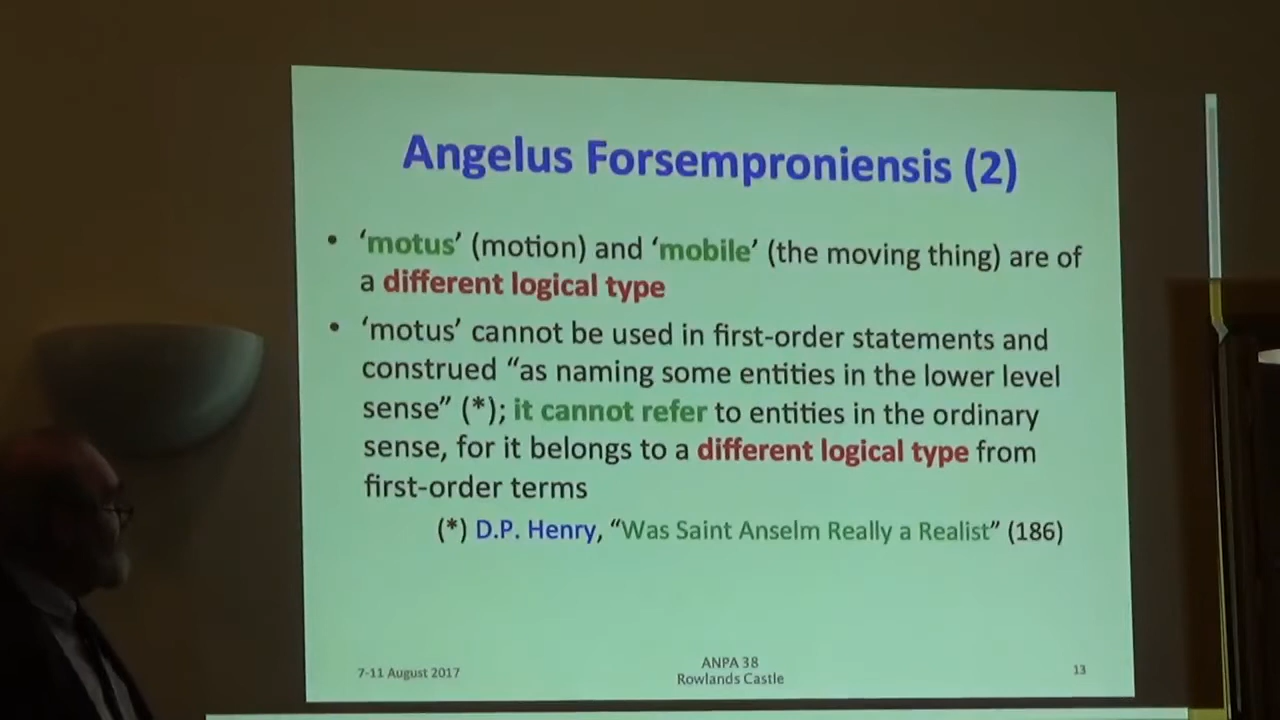 Angelus Forsemproniensis (2)
• ‘motus’ (motion) and ‘mobile’ (the moving thing) are of
a different logical type
• ‘motus’ cannot be used in first-order statements and
construed “as naming some entities in the lower level
sense” (*); it cannot refer to entities in the ordinary
sense, for it belongs to a different logical type from
first-order terms
(*) D.P. Henry, “Was Saint Anselm Really a Realist” (186)
7-11 August 2017
ANPA 38
Rowlands Castle
13